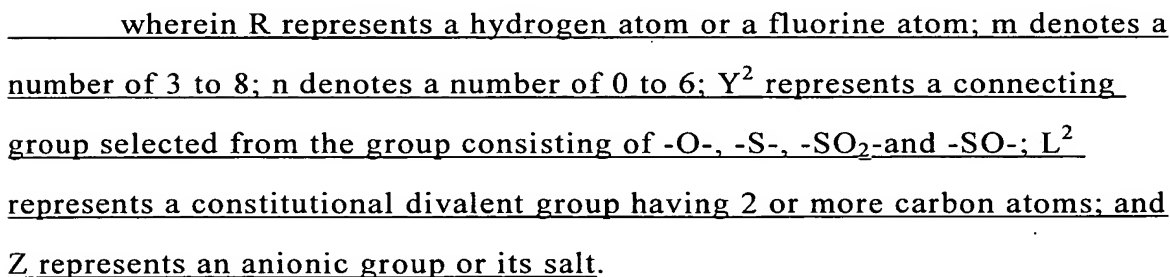 wherein R represents a hydrogen atom or a fluorine atom; m denotes a
number of 3 to 8; n denotes a number of 0 to 6; Y² represents a connecting
group selected from the group consisting of -O-, -S-, -SO₂-and -SO-; L²
represents a constitutional divalent group having 2 or more carbon atoms; and
Z represents an anionic group or its salt.